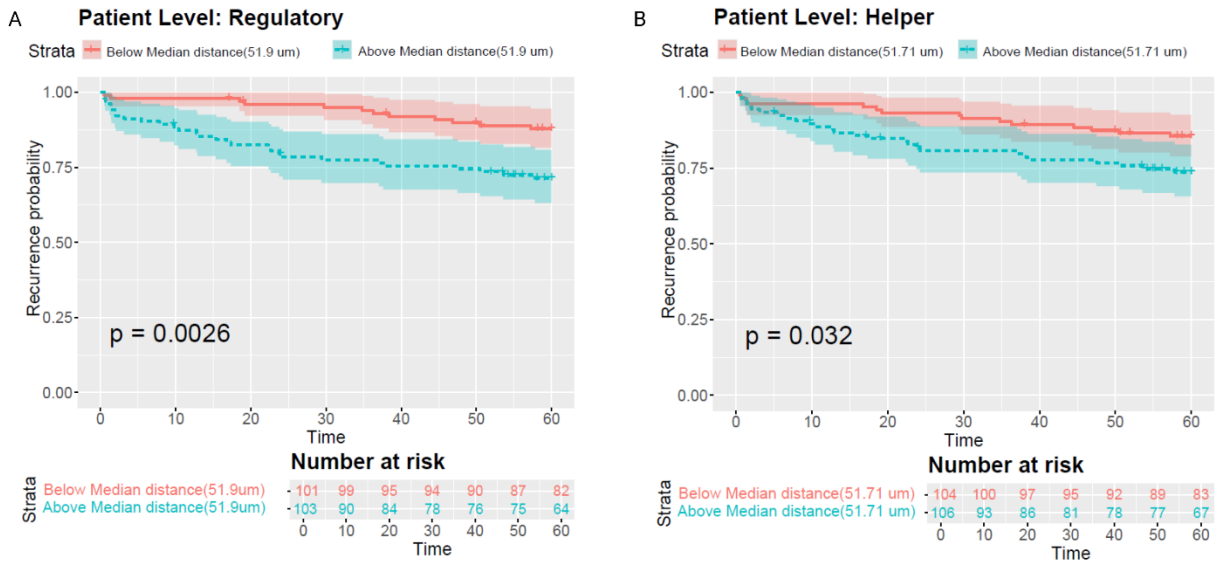 A
Patient Level: Regulatory
Strata Below Median distance(51.9 um) Above Median distance(51.9 um)
1.00
0.75
0.50
0.25
0.00
Recurrence probability
p = 0.0026
0 10 20 30 40 50 60
Time
Number at risk
Strata
Below Median distance(51.9um) 101 99 95 94 90 87 82
Above Median distance(51.9um) 103 90 84 78 76 75 64
0 10 20 30 40 50 60
Time
B
Patient Level: Helper
Strata Below Median distance(51.71 um) Above Median distance(51.71 um)
1.00
0.75
0.50
0.25
0.00
Recurrence probability
p = 0.032
0 10 20 30 40 50 60
Time
Number at risk
Strata
Below Median distance(51.71 um) 104 100 97 95 92 89 83
Above Median distance(51.71 um) 106 93 86 81 78 77 67
0 10 20 30 40 50 60
Time